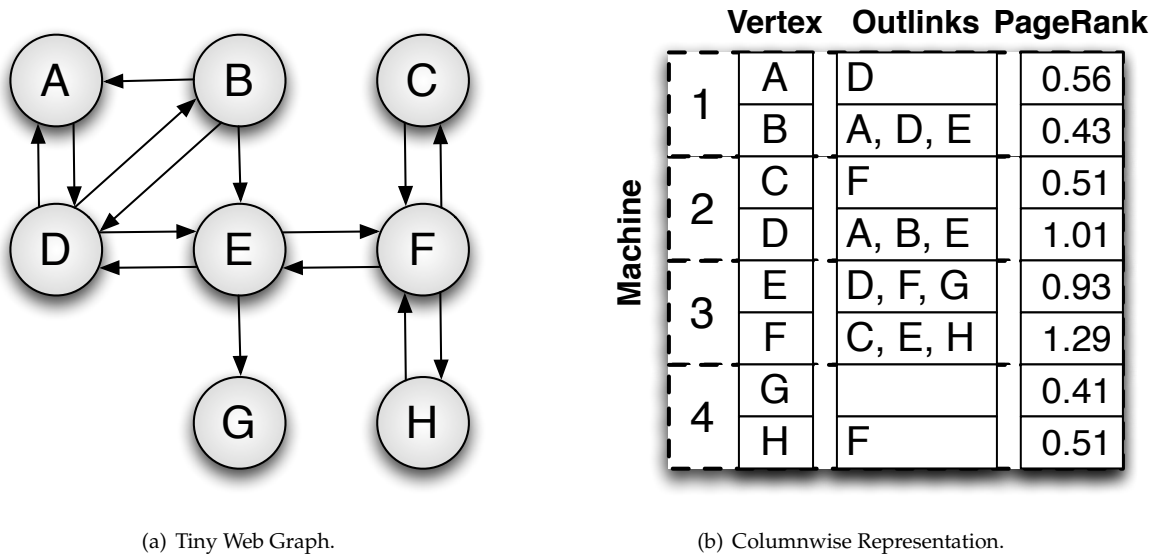 A B C
D E F
G H
(a) Tiny Web Graph.
Vertex Outlinks PageRank
Machine
1
A D 0.56
B A, D, E 0.43
2
C F 0.51
D A, B, E 1.01
3
E D, F, G 0.93
F C, E, H 1.29
4
G 0.41
H F 0.51
(b) Columnwise Representation.